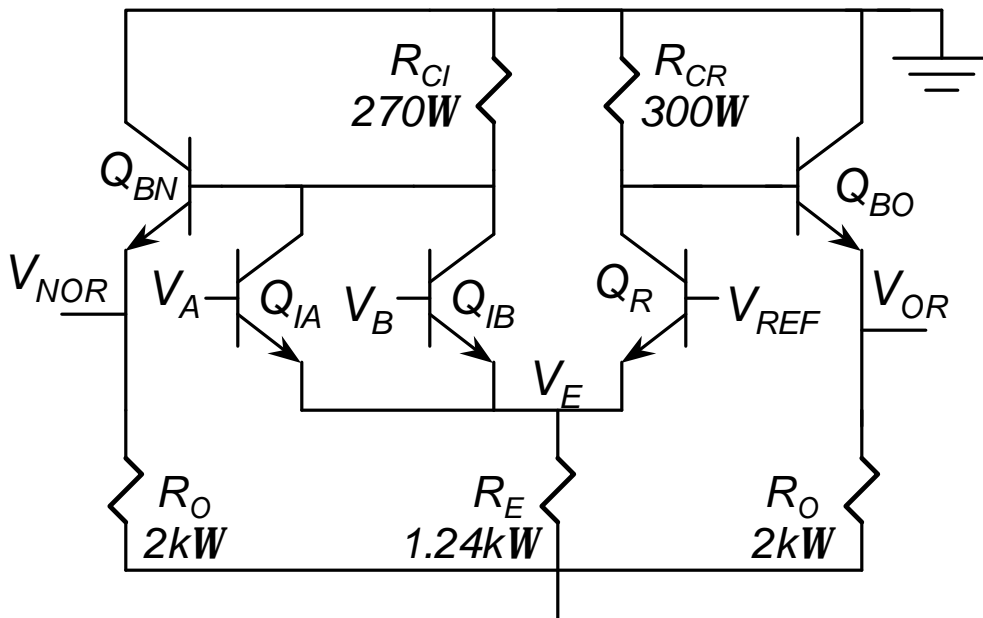 R_CI
270W
R_CR
300W
Q_BN
Q_BO
V_NOR
V_A
Q_IA
V_B
Q_IB
Q_R
V_REF
V_OR
V_E
R_O
2kW
R_E
1.24kW
R_O
2kW